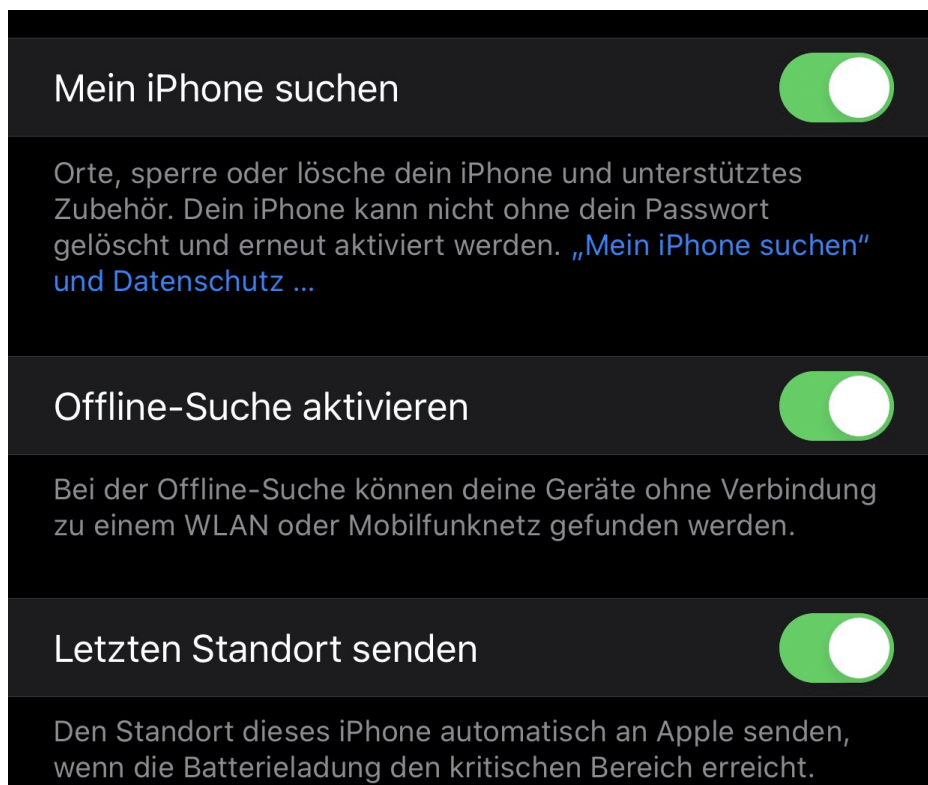 Mein iPhone suchen
Orte, sperre oder lösche dein iPhone und unterstütztes
Zubehör. Dein iPhone kann nicht ohne dein Passwort
gelöscht und erneut aktiviert werden. „Mein iPhone suchen“
und Datenschutz ...
Offline-Suche aktivieren
Bei der Offline-Suche können deine Geräte ohne Verbindung
zu einem WLAN oder Mobilfunknetz gefunden werden.
Letzten Standort senden
Den Standort dieses iPhone automatisch an Apple senden,
wenn die Batterieladung den kritischen Bereich erreicht.